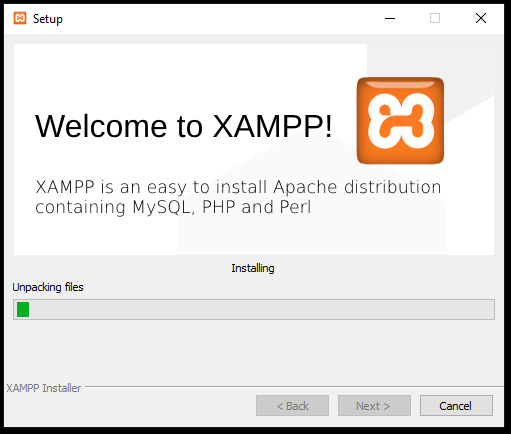 Setup
Welcome to XAMPP!
XAMPP is an easy to install Apache distribution
containing MySQL, PHP and Perl
Installing
Unpacking files
XAMPP Installer
< Back
Next >
Cancel